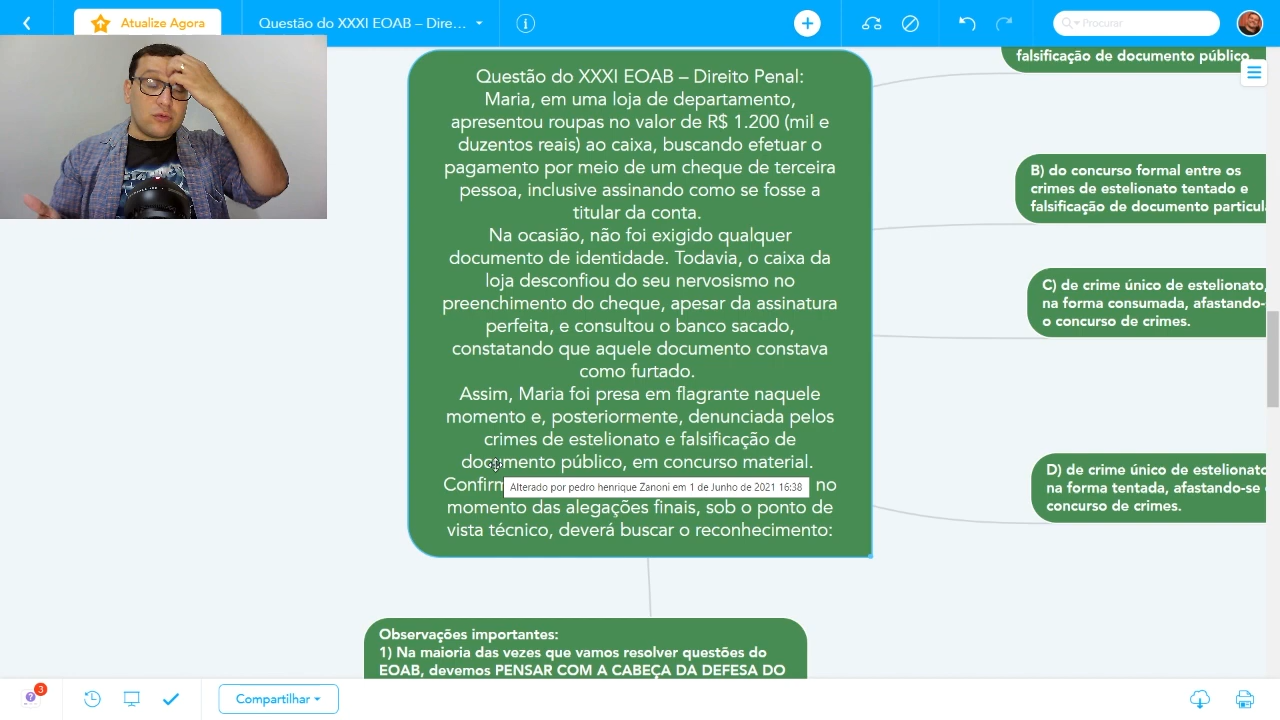 Atualize Agora
Questão do XXXI EOAB – Dire...
Procurar
Questão do XXXI EOAB – Direito Penal:
Maria, em uma loja de departamento,
apresentou roupas no valor de R$ 1.200 (mil e
duzentos reais) ao caixa, buscando efetuar o
pagamento por meio de um cheque de terceira
pessoa, inclusive assinando como se fosse a
titular da conta.
Na ocasião, não foi exigido qualquer
documento de identidade. Todavia, o caixa da
loja desconfiou do seu nervosismo no
preenchimento do cheque, apesar da assinatura
perfeita, e consultou o banco sacado,
constatando que aquele documento constava
como furtado.
Assim, Maria foi presa em flagrante naquele
momento e, posteriormente, denunciada pelos
crimes de estelionato e falsificação de
documento público, em concurso material.
Confirm no
Alterado por pedro henrique Zanoni em 1 de Junho de 2021 16:38
momento das alegações finais, sob o ponto de
vista técnico, deverá buscar o reconhecimento:
falsificação de documento público.
B) do concurso formal entre os
crimes de estelionato tentado e
falsificação de documento particul
C) de crime único de estelionato,
na forma consumada, afastando-
o concurso de crimes.
D) de crime único de estelionato
na forma tentada, afastando-se
concurso de crimes.
Observações importantes:
1) Na maioria das vezes que vamos resolver questões do
EOAB, devemos PENSAR COM A CABEÇA DA DEFESA DO
3
Compartilhar